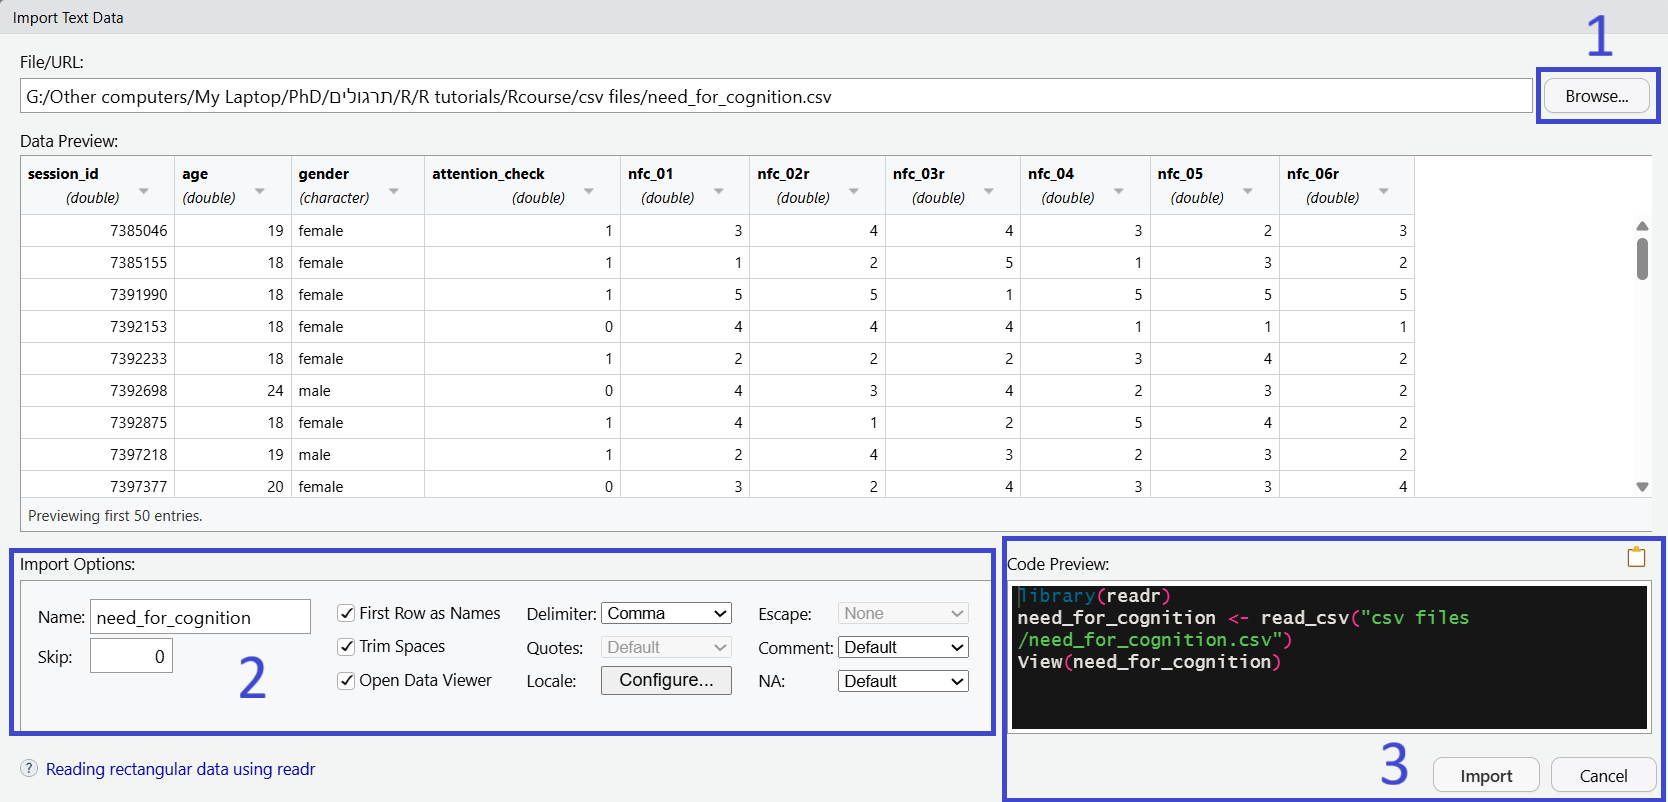 Import Text Data
1
File/URL:
G:/Other computers/My Laptop/PhD/תרגולים/R/R tutorials/Rcourse/csv files/need_for_cognition.csv
Browse...
Data Preview:
session_id age gender attention_check nfc_01 nfc_02r nfc_03r nfc_04 nfc_05 nfc_06r
(double) (double) (character) (double) (double) (double) (double) (double) (double) (double)
7385046 19 female 1 3 4 4 3 2 3
7385155 18 female 1 1 2 5 1 3 2
7391990 18 female 1 5 5 1 5 5 5
7392153 18 female 0 4 4 4 1 1 1
7392233 18 female 1 2 2 2 3 4 2
7392698 24 male 0 4 3 4 2 3 2
7392875 18 female 1 4 1 2 5 4 2
7397218 19 male 1 2 4 3 2 3 2
7397377 20 female 0 3 2 4 3 3 4
Previewing first 50 entries.
Import Options:
Name: need_for_cognition
Skip: 0
2
First Row as Names
Trim Spaces
Open Data Viewer
Delimiter: Comma
Quotes: Default
Locale: Configure...
Escape: None
Comment: Default
NA: Default
Code Preview:
library(readr)
need_for_cognition <- read_csv("csv files
/need_for_cognition.csv")
View(need_for_cognition)
? Reading rectangular data using readr
3
Import
Cancel